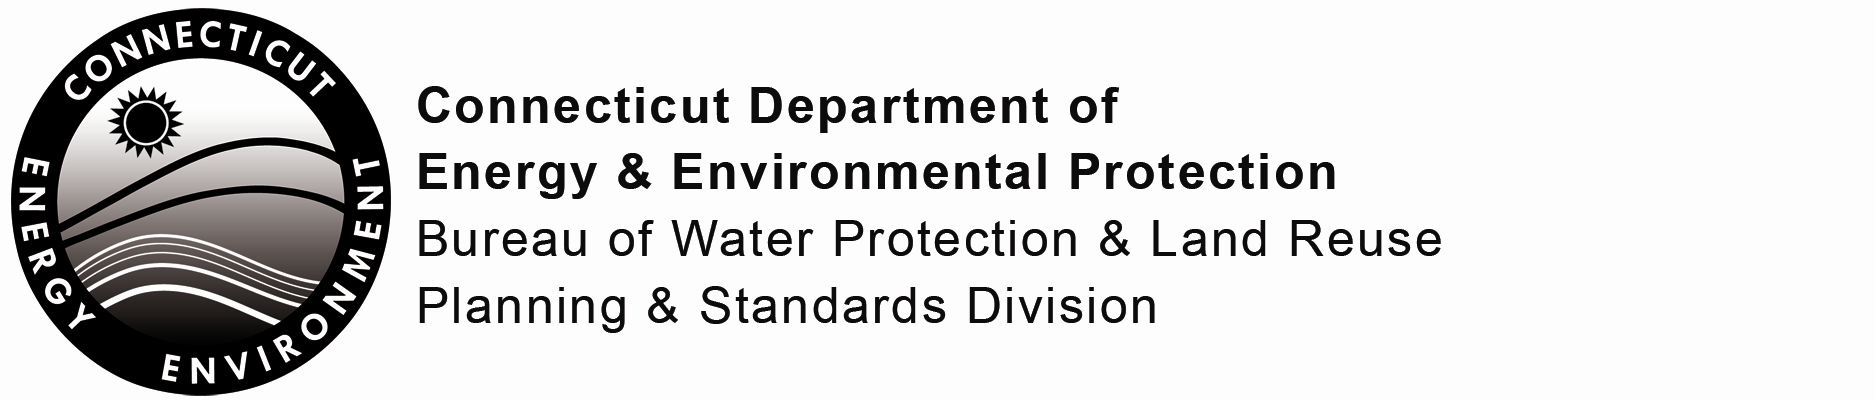 CONNECTICUT
ENERGY
ENVIRONMENT
Connecticut Department of
Energy & Environmental Protection
Bureau of Water Protection & Land Reuse
Planning & Standards Division